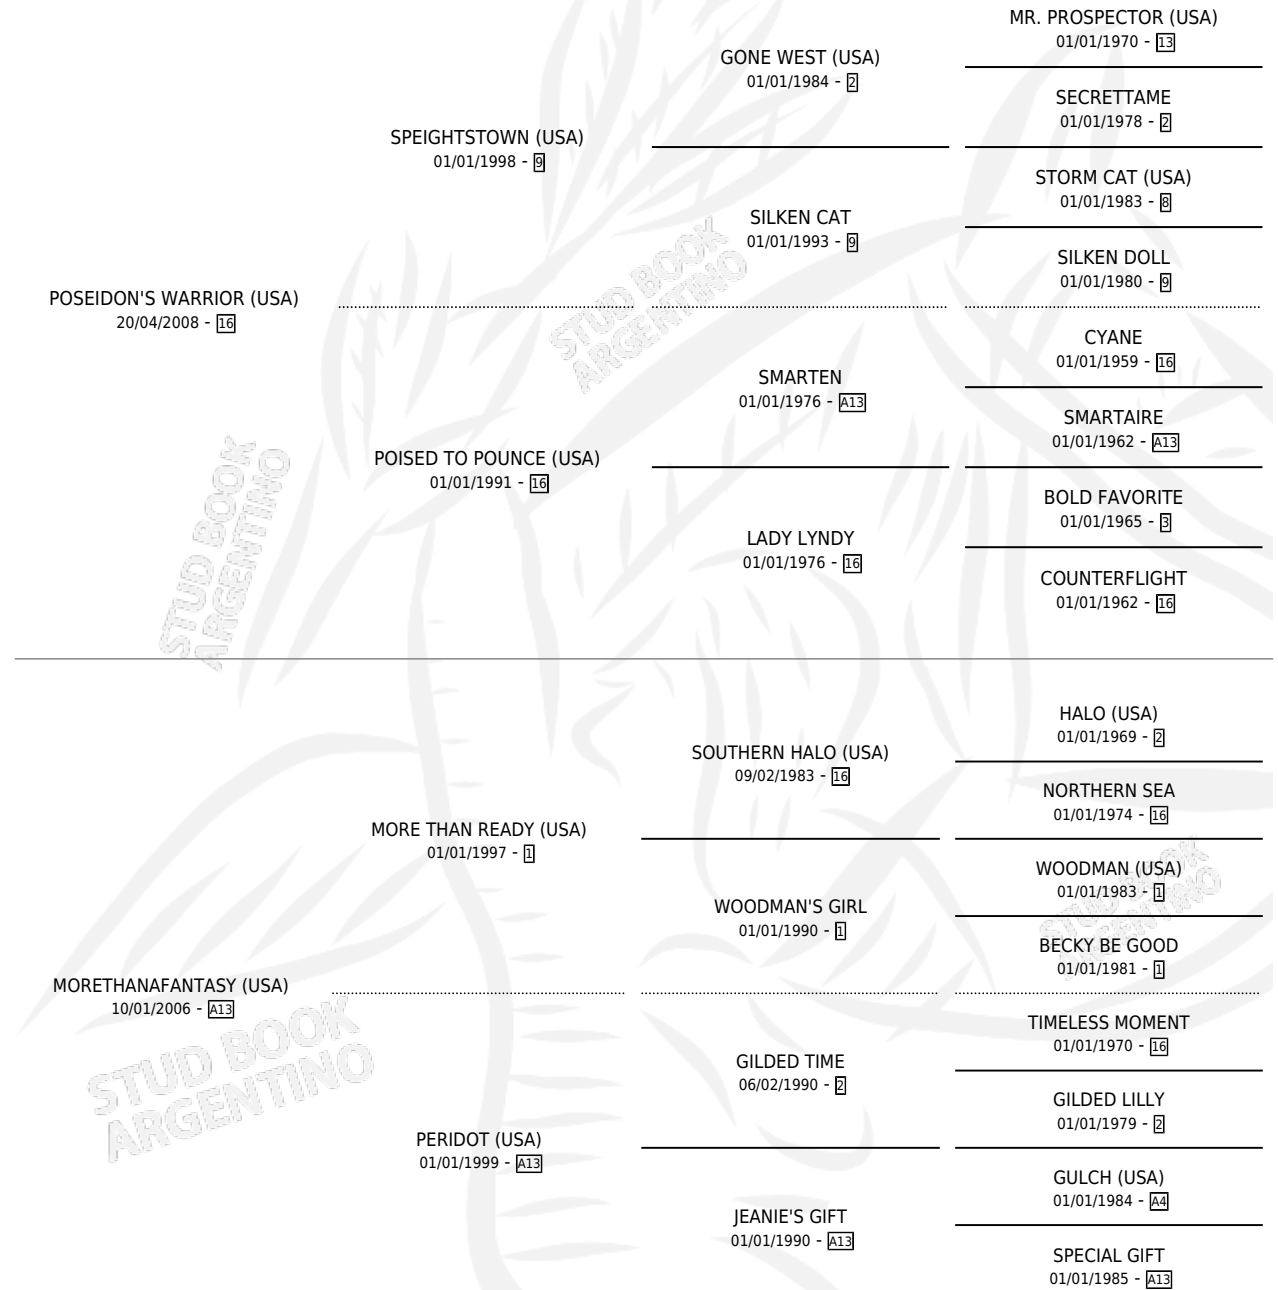 MR. PROSPECTOR (USA)
01/01/1970 - 13
GONE WEST (USA)
01/01/1984 - 2
SECRETTAME
01/01/1978 - 2
SPEIGHTSTOWN (USA)
01/01/1998 - 9
STORM CAT (USA)
01/01/1983 - 8
SILKEN CAT
01/01/1993 - 9
SILKEN DOLL
01/01/1980 - 9
POSEIDON'S WARRIOR (USA)
20/04/2008 - 16
CYANE
01/01/1959 - 16
SMARTEN
01/01/1976 - A13
SMARTAIRE
01/01/1962 - A13
POISED TO POUNCE (USA)
01/01/1991 - 16
BOLD FAVORITE
01/01/1965 - 3
LADY LYNDY
01/01/1976 - 16
COUNTERFLIGHT
01/01/1962 - 16
HALO (USA)
01/01/1969 - 2
SOUTHERN HALO (USA)
09/02/1983 - 16
NORTHERN SEA
01/01/1974 - 16
MORE THAN READY (USA)
01/01/1997 - 1
WOODMAN (USA)
01/01/1983 - 1
WOODMAN'S GIRL
01/01/1990 - 1
BECKY BE GOOD
01/01/1981 - 1
MORETHANAFANTASY (USA)
10/01/2006 - A13
TIMELESS MOMENT
01/01/1970 - 16
GILDED TIME
06/02/1990 - 2
GILDED LILLY
01/01/1979 - 2
PERIDOT (USA)
01/01/1999 - A13
GULCH (USA)
01/01/1984 - A4
JEANIE'S GIFT
01/01/1990 - A13
SPECIAL GIFT
01/01/1985 - A13
STUD BOOK
ARGENTINO
STUD BOOK
ARGENTINO
STUD BOOK
ARGENTINO
STUD BOOK
ARGENTINO